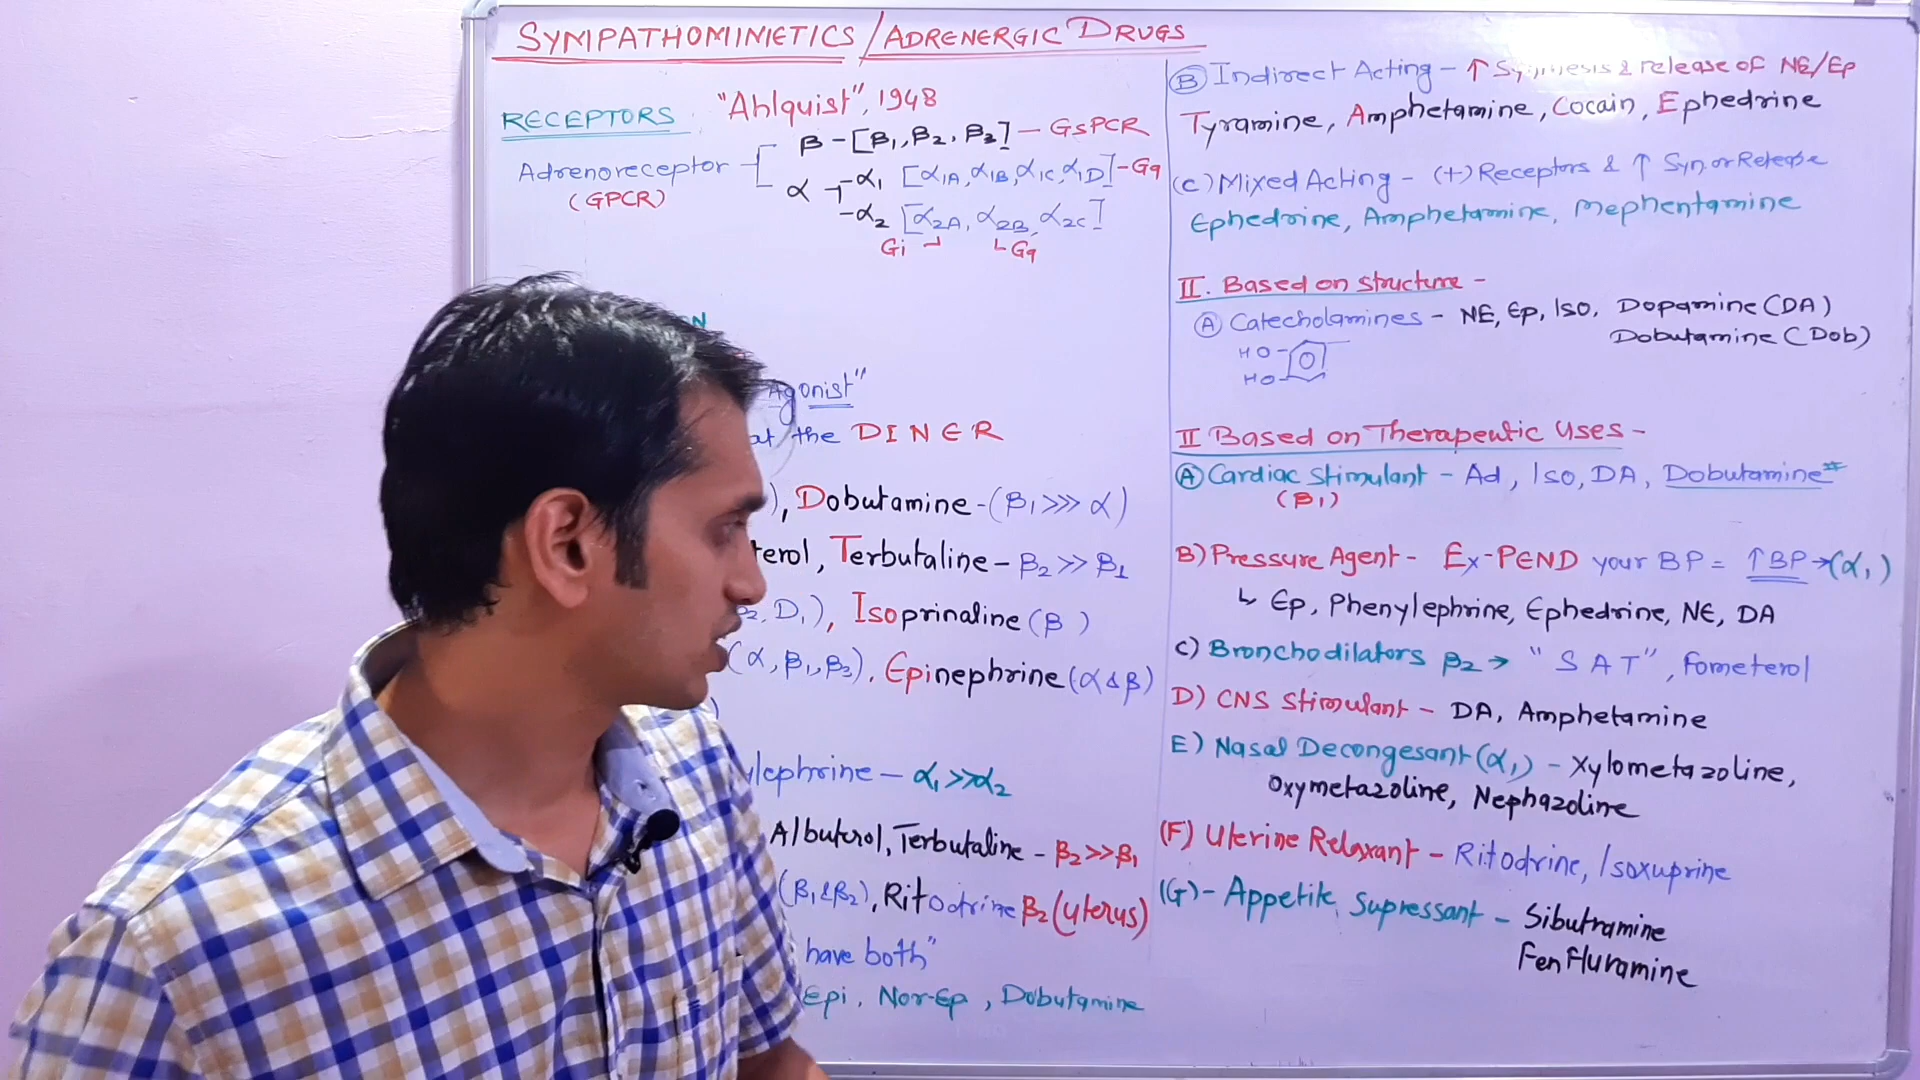 SYMPATHOMIMETICS / ADRENERGIC DRUGS
RECEPTORS "Ahlquist", 1948
β - [β1, β2, β3] - GsPCR
Adrenoreceptor
(GPCR)
α
-α1 [α1A, α1B, α1C, α1D] - Gq
-α2 [α2A, α2B, α2C]
Gi Gq
N
Agonist"
at the DINER
), Dobutamine - (β1 >>> α)
terol, Terbutaline - β2 >> β1
D1), Isoprinaline (β )
(α, β1, β2), Epinephrine (α & β)
)
ylephrine - α1 >> α2
Albuterol, Terbutaline - β2 >> β1
(β1 & β2), Ritodrine β2 (Uterus)
have both"
Epi, Nor-Ep, Dobutamine
(B) Indirect Acting - ↑ Synthesis & release of NE/Ep
Tyramine, Amphetamine, Cocain, Ephedrine
(C) Mixed Acting - (+) Receptors & ↑ Syn. or Release
Ephedrine, Amphetamine, Mephentamine
II. Based on structure -
(A) Catecholamines - NE, Ep, Iso, Dopamine (DA)
Dobutamine (Dob)
HO
HO
II Based on Therapeutic Uses -
(A) Cardiac Stimulant - Ad, Iso, DA, Dobutamine*
(β1)
B) Pressure Agent - Ex-PEND your BP = ↑BP → (α1)
↳ Ep, Phenylephrine, Ephedrine, NE, DA
C) Bronchodilators β2 → "SAT", Fometerol
D) CNS Stimulant - DA, Amphetamine
E) Nasal Decongesant (α1) - Xylometazoline,
Oxymetazoline, Nephazoline
(F) Uterine Relaxant - Ritodrine, Isoxuprine
(G) - Appetite Supressant - Sibutramine
Fenfluramine